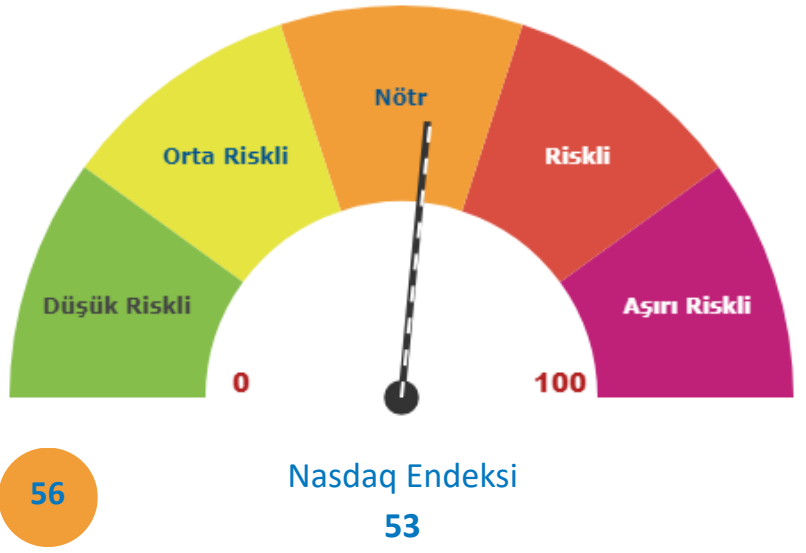 Nötr
Orta Riskli
Riskli
Düşük Riskli
Aşırı Riskli
0
100
56
Nasdaq Endeksi
53